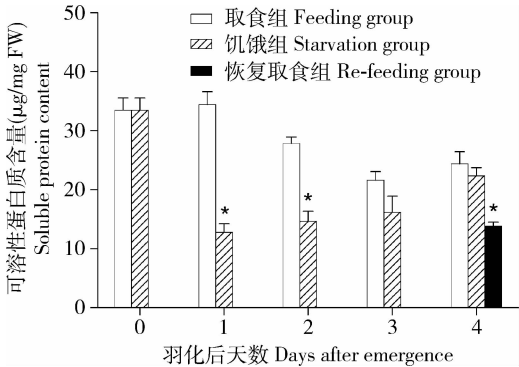 可溶性蛋白质含量(μg/mg FW)
Soluble protein content
50
40
30
20
10
0
取食组 Feeding group
饥饿组 Starvation group
恢复取食组 Re-feeding group
*
*
*
0 1 2 3 4
羽化后天数 Days after emergence